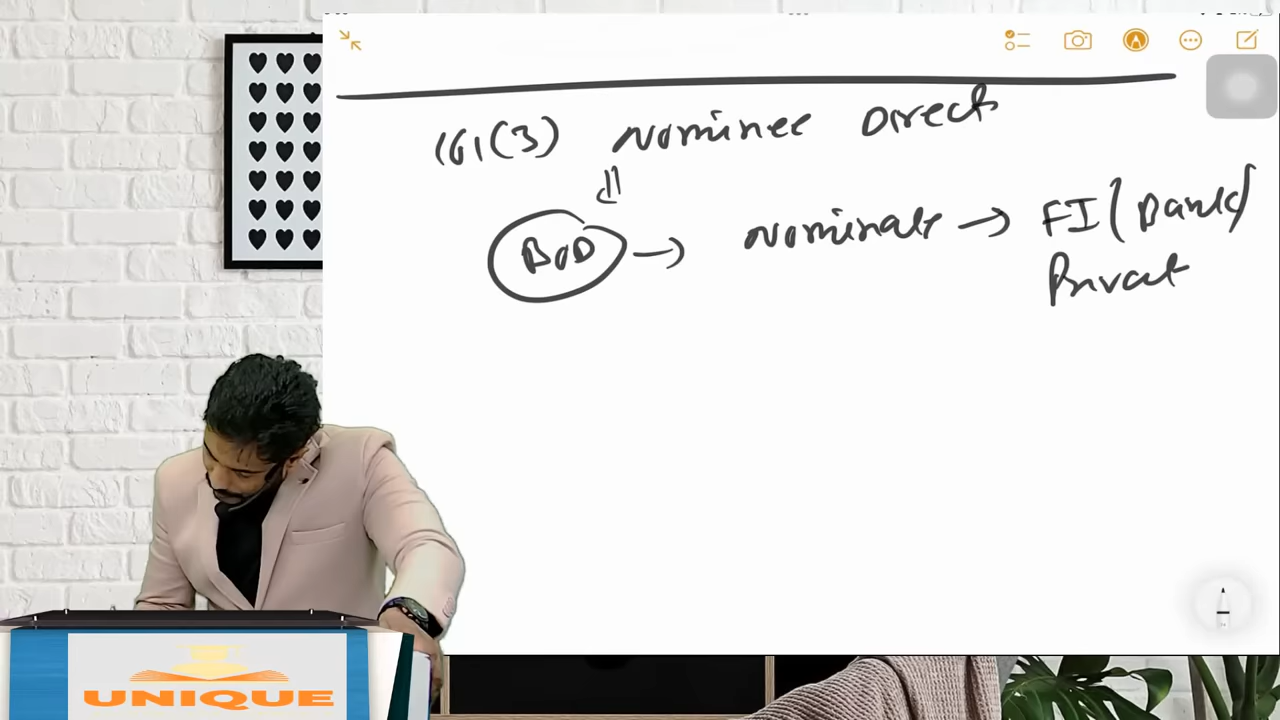 161(3) Nominee Direct
BOD → Nominate → FI (Bank)/
Privat
UNIQUE